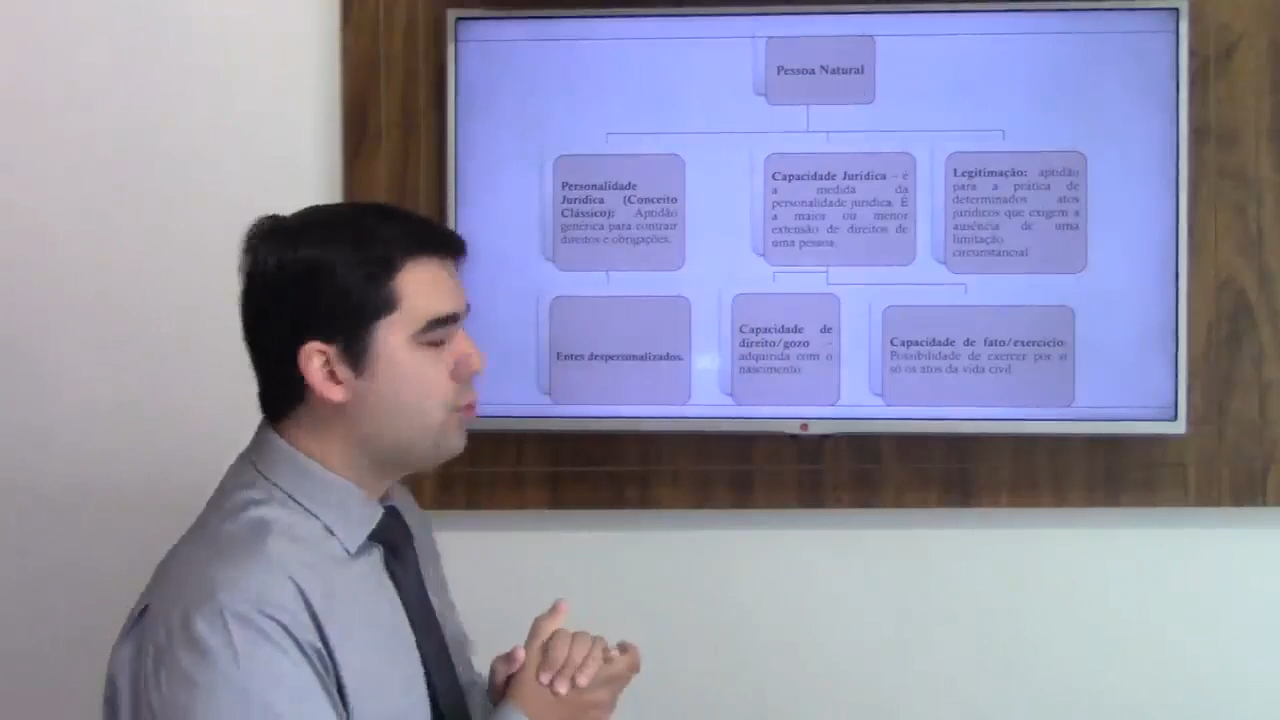 Pessoa Natural
Personalidade
Jurídica (Conceito
Clássico): Aptidão
genérica para contrair
direitos e obrigações.
Capacidade Jurídica – é
a medida da
personalidade jurídica. É
a maior ou menor
extensão de direitos de
uma pessoa.
Legitimação: aptidão
para a prática de
determinados atos
jurídicos que exigem a
ausência de uma
limitação
circunstancial
Entes despersonalizados.
Capacidade de
direito/gozo –
adquirida com o
nascimento
Capacidade de fato/exercício:
Possibilidade de exercer por si
só os atos da vida civil